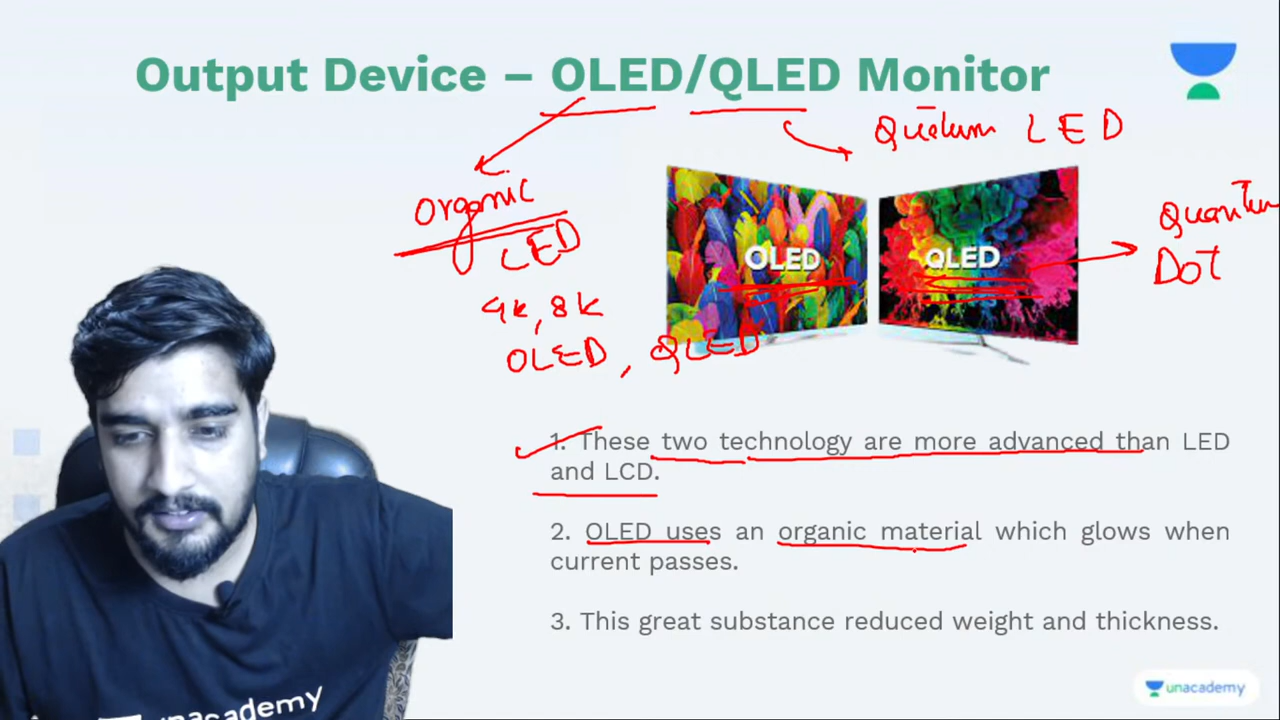 Output Device – OLED/QLED Monitor
Organic
LED
4k, 8k
OLED, QLED
LED
OLED
QLED
DOT
1. These two technology are more advanced than LED
and LCD.
2. OLED uses an organic material which glows when
current passes.
3. This great substance reduced weight and thickness.
unacademy
unacademy